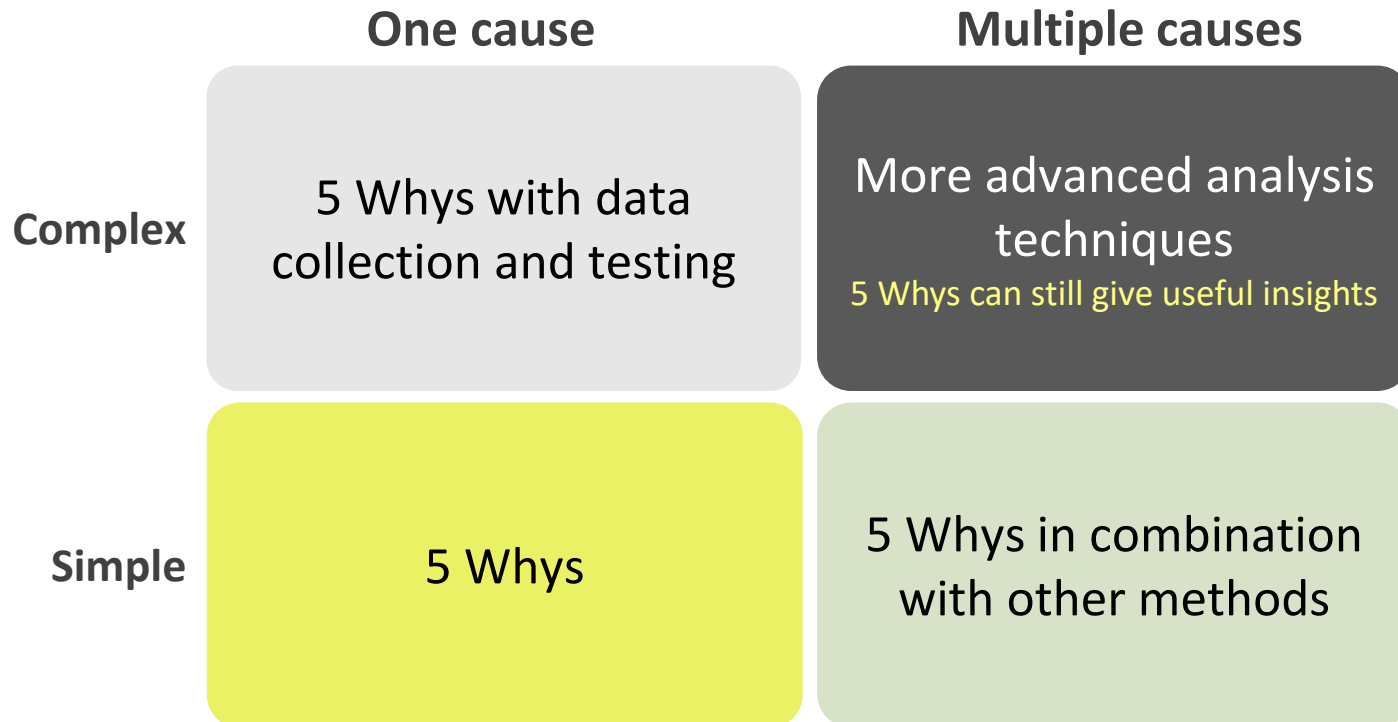 One cause
Multiple causes
Complex
5 Whys with data
collection and testing
More advanced analysis
techniques
5 Whys can still give useful insights
Simple
5 Whys
5 Whys in combination
with other methods